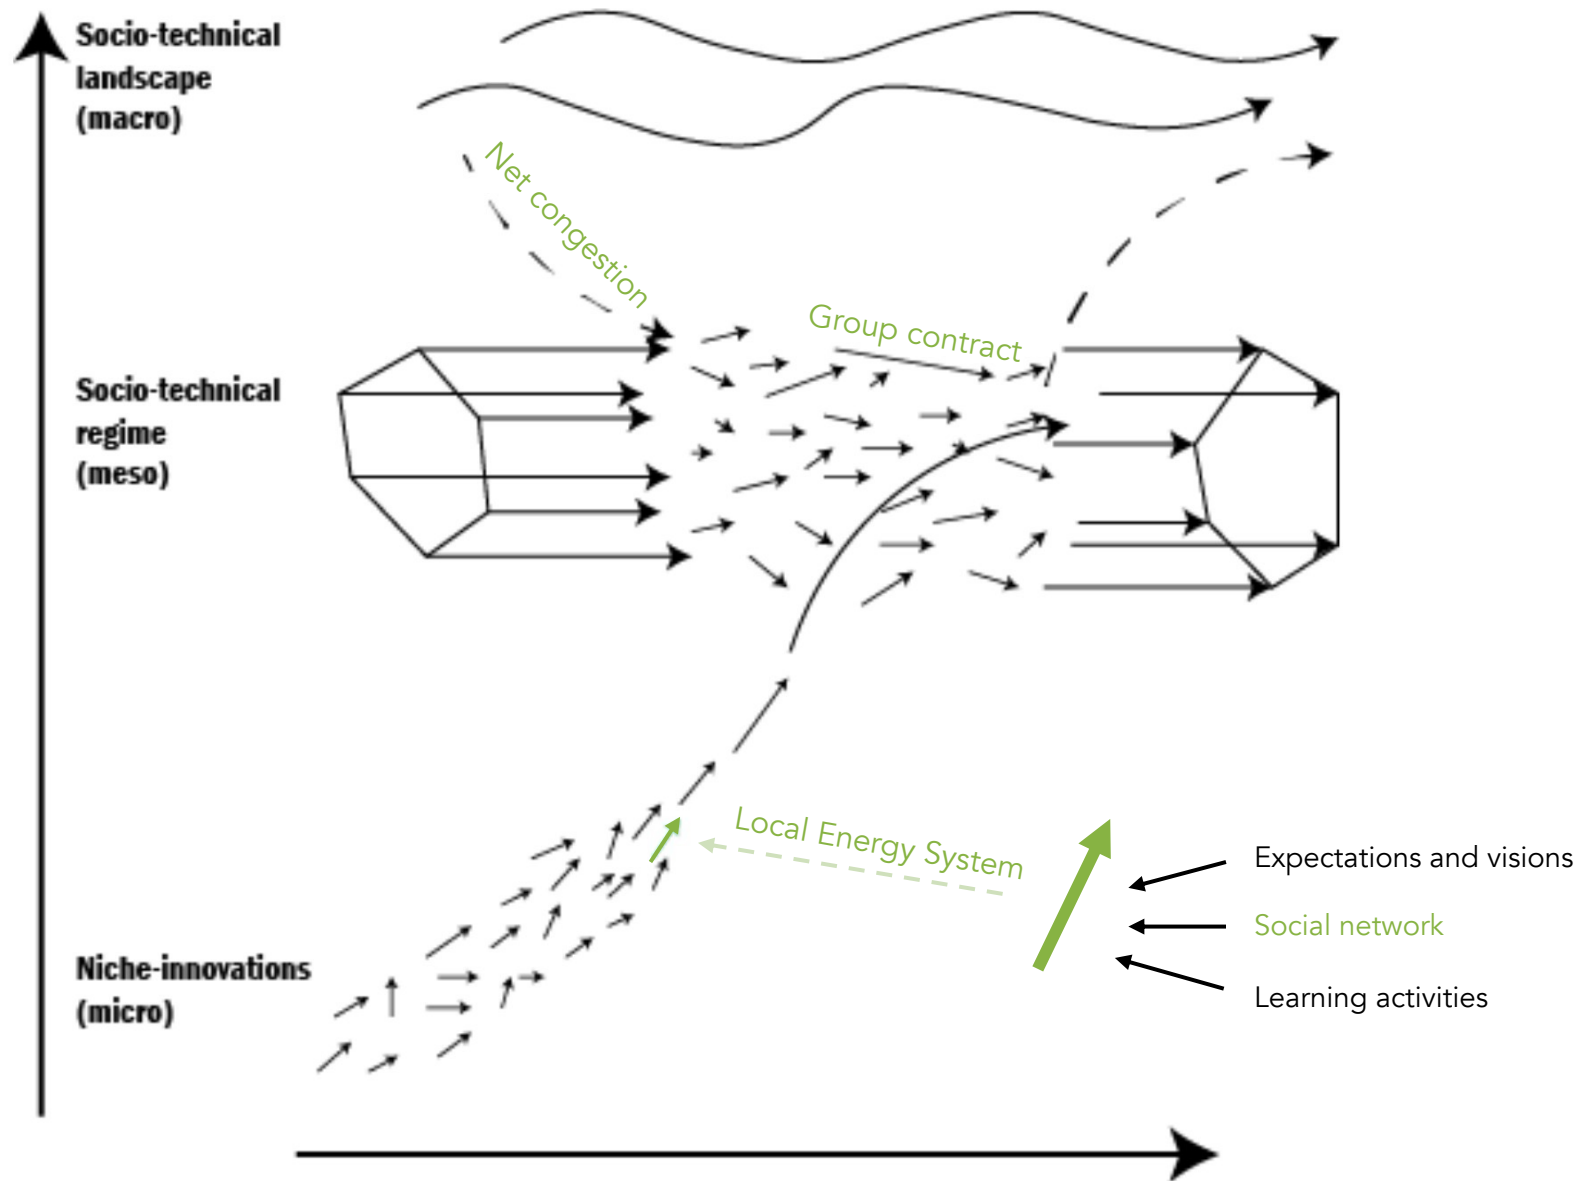 Socio-technical
landscape
(macro)
Net congestion
Group contract
Socio-technical
regime
(meso)
Local Energy System
Expectations and visions
Social network
Learning activities
Niche-innovations
(micro)